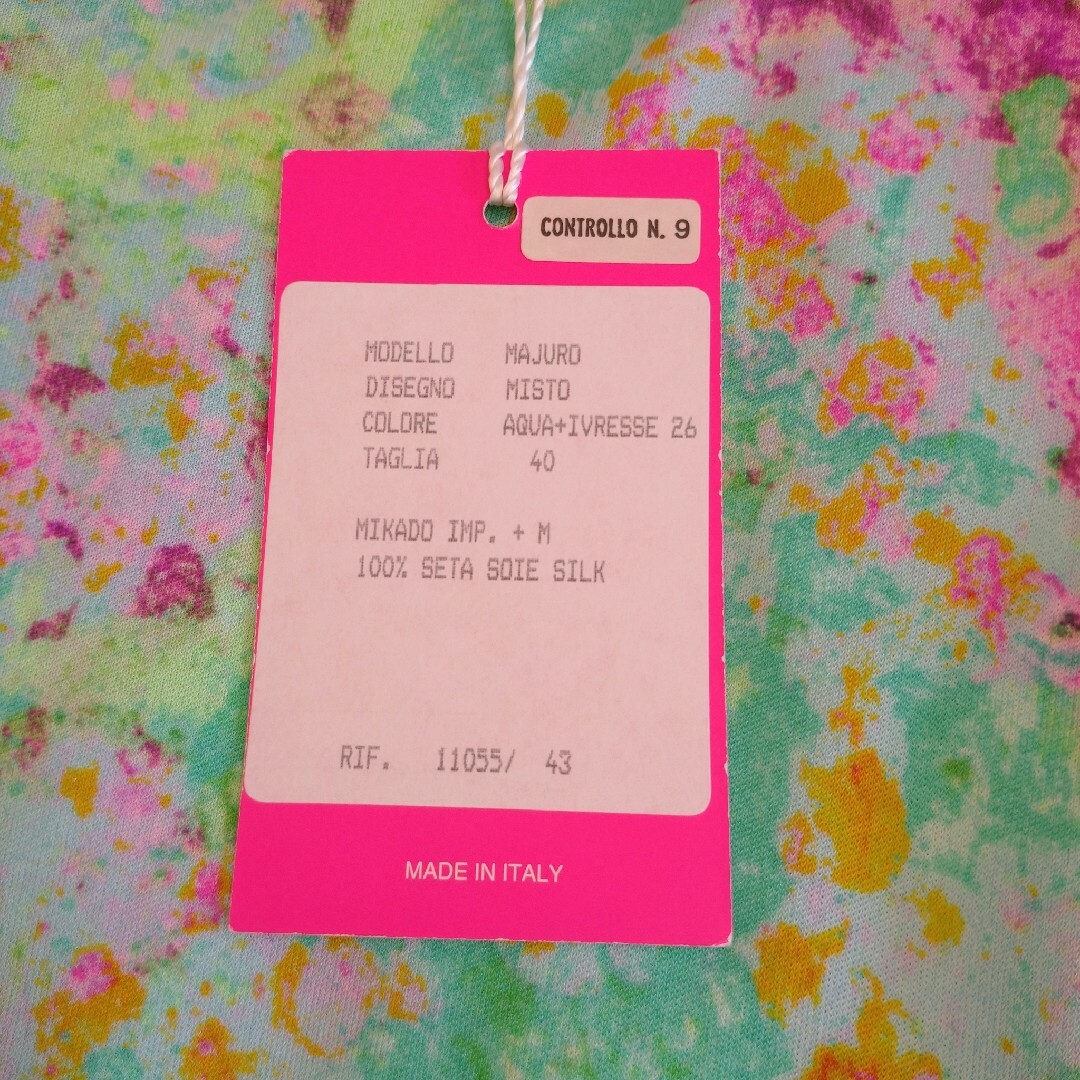 CONTROLLO N. 9
MODELLO MAJURO
DISEGNO MISTO
COLORE AQUA+IVRESSE 26
TAGLIA 40
MIKADO IMP. + M
100% SETA SOIE SILK
RIF. 11055/ 43
MADE IN ITALY